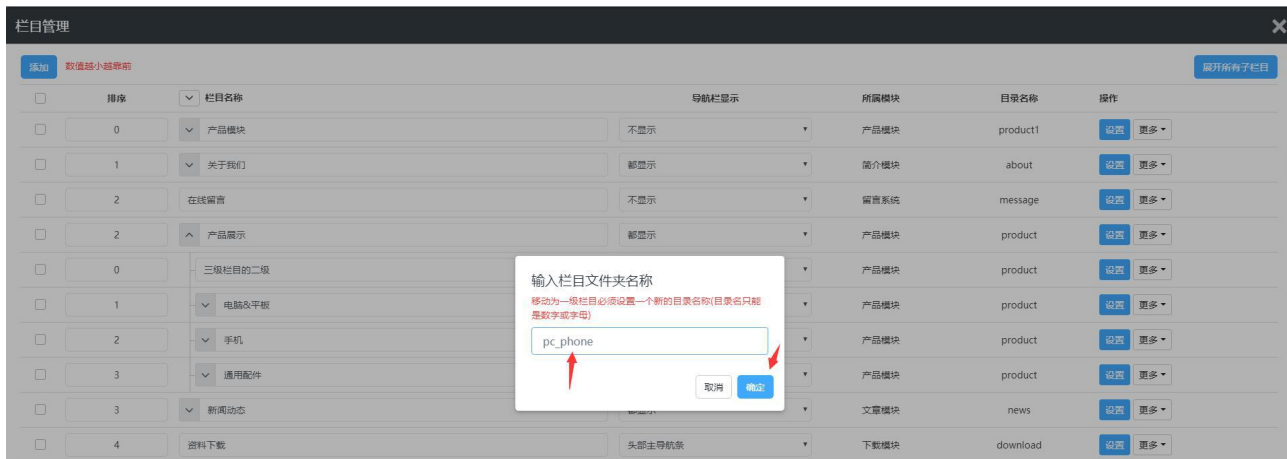 栏目管理
添加 数值越小越靠前 展开所有子栏目
排序 栏目名称 导航栏显示 所属模块 目录名称 操作
0 产品模块 不显示 产品模块 product1 设置 更多
1 关于我们 都显示 简介模块 about 设置 更多
2 在线留言 不显示 留言系统 message 设置 更多
2 产品展示 都显示 产品模块 product 设置 更多
0 三级栏目的二级 产品模块 product 设置 更多
1 电脑&平板 产品模块 product 设置 更多
2 手机 产品模块 product 设置 更多
3 通用配件 产品模块 product 设置 更多
3 新闻动态 都显示 文章模块 news 设置 更多
4 资料下载 头部主导航条 下载模块 download 设置 更多
输入栏目文件夹名称
移动为一级栏目必须设置一个新的目录名称(目录名只能
是数字或字母)
pc_phone
取消 确定